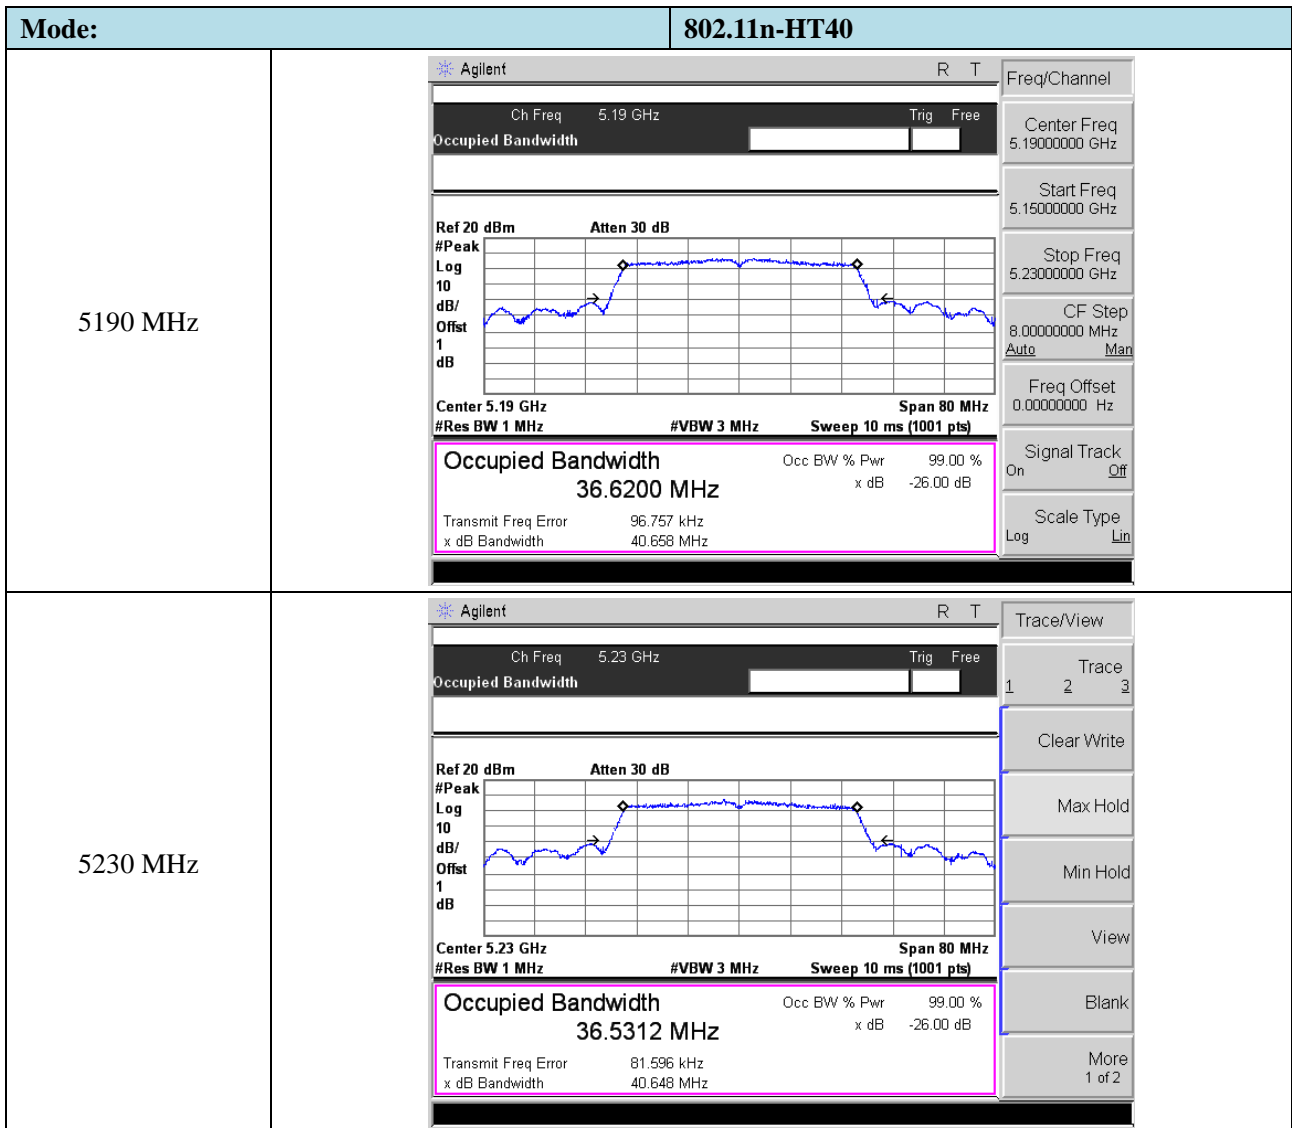 Mode: 802.11n-HT40
5190 MHz
Agilent R T
Ch Freq 5.19 GHz Trig Free
Occupied Bandwidth
Ref 20 dBm Atten 30 dB
#Peak
Log
10
dB/
Offst
1
dB
Center 5.19 GHz Span 80 MHz
#Res BW 1 MHz #VBW 3 MHz Sweep 10 ms (1001 pts)
Occupied Bandwidth Occ BW % Pwr 99.00 %
36.6200 MHz x dB -26.00 dB
Transmit Freq Error 96.757 kHz
x dB Bandwidth 40.658 MHz
Freq/Channel
Center Freq
5.19000000 GHz
Start Freq
5.15000000 GHz
Stop Freq
5.23000000 GHz
CF Step
8.00000000 MHz
Auto Man
Freq Offset
0.00000000 Hz
Signal Track
On Off
Scale Type
Log Lin
5230 MHz
Agilent R T
Ch Freq 5.23 GHz Trig Free
Occupied Bandwidth
Ref 20 dBm Atten 30 dB
#Peak
Log
10
dB/
Offst
1
dB
Center 5.23 GHz Span 80 MHz
#Res BW 1 MHz #VBW 3 MHz Sweep 10 ms (1001 pts)
Occupied Bandwidth Occ BW % Pwr 99.00 %
36.5312 MHz x dB -26.00 dB
Transmit Freq Error 81.596 kHz
x dB Bandwidth 40.648 MHz
Trace/View
Trace
1 2 3
Clear Write
Max Hold
Min Hold
View
Blank
More
1 of 2